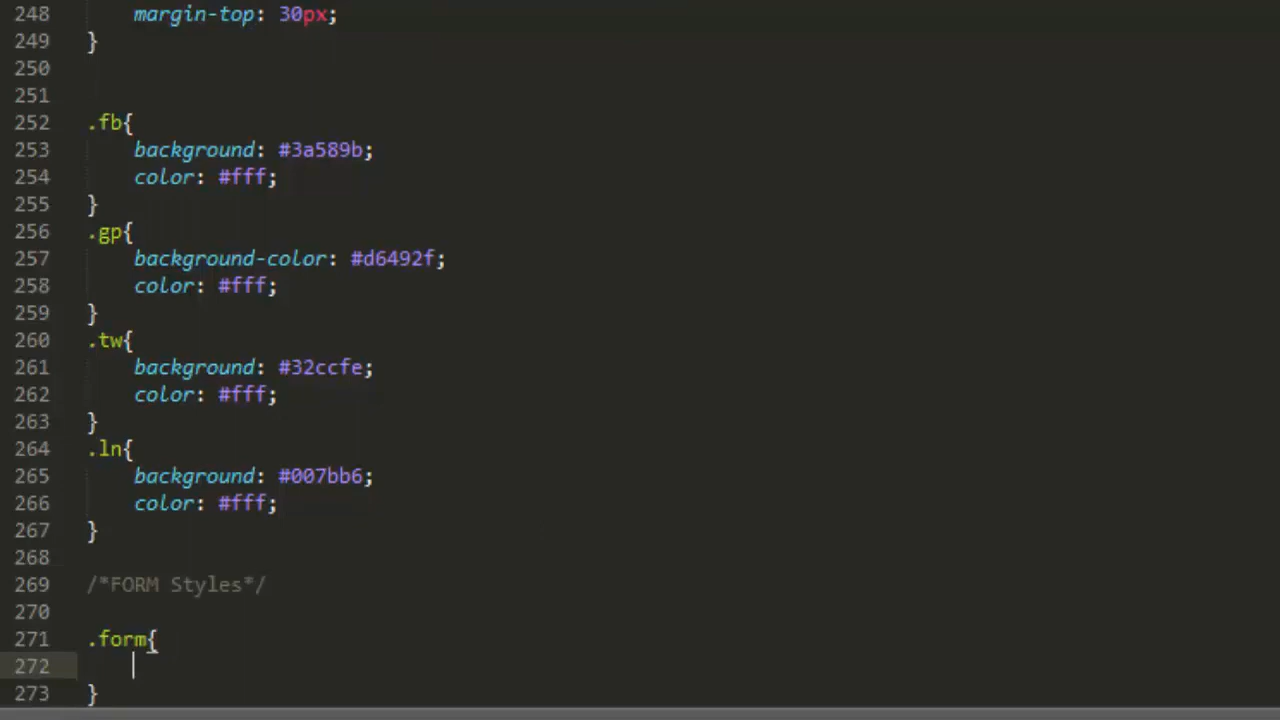 248 margin-top: 30px;
249 }
250
251
252 .fb{
253 background: #3a589b;
254 color: #fff;
255 }
256 .gp{
257 background-color: #d6492f;
258 color: #fff;
259 }
260 .tw{
261 background: #32ccfe;
262 color: #fff;
263 }
264 .ln{
265 background: #007bb6;
266 color: #fff;
267 }
268
269 /*FORM Styles*/
270
271 .form{
272
273 }